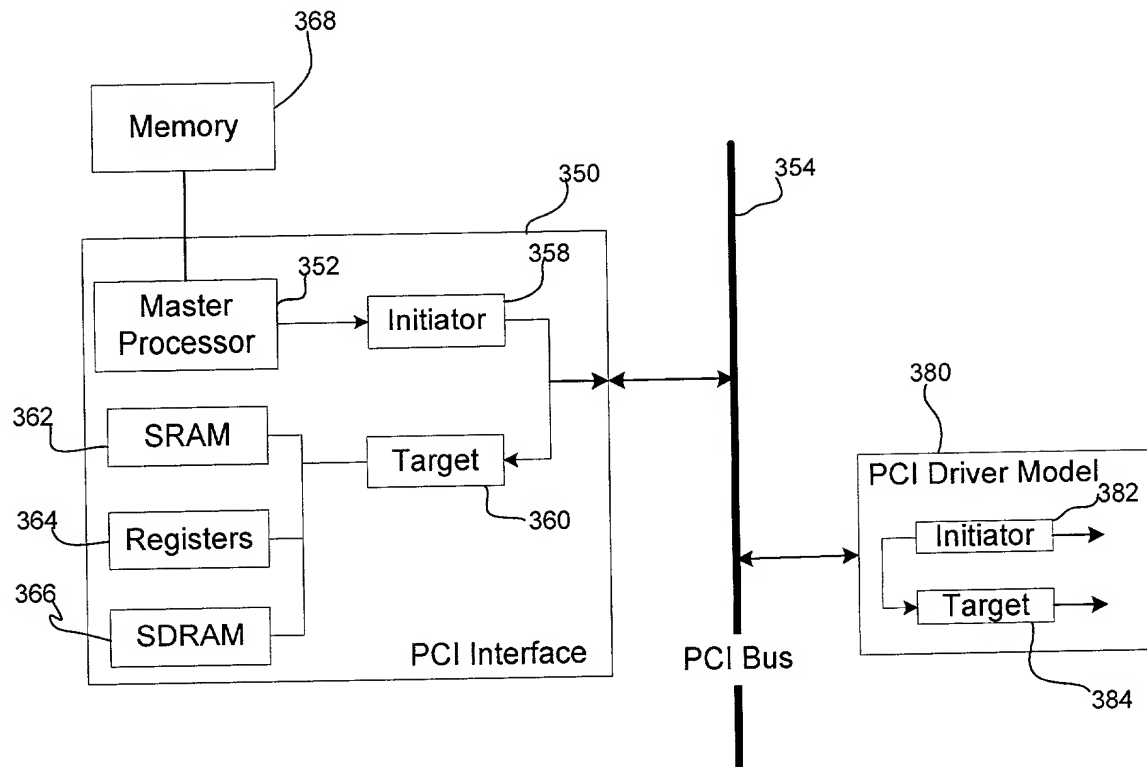 368
Memory
350
354
352
358
Master
Processor
Initiator
380
362
SRAM
Target
PCI Driver Model
382
364
Registers
360
Initiator
366
SDRAM
Target
PCI Interface
PCI Bus
384